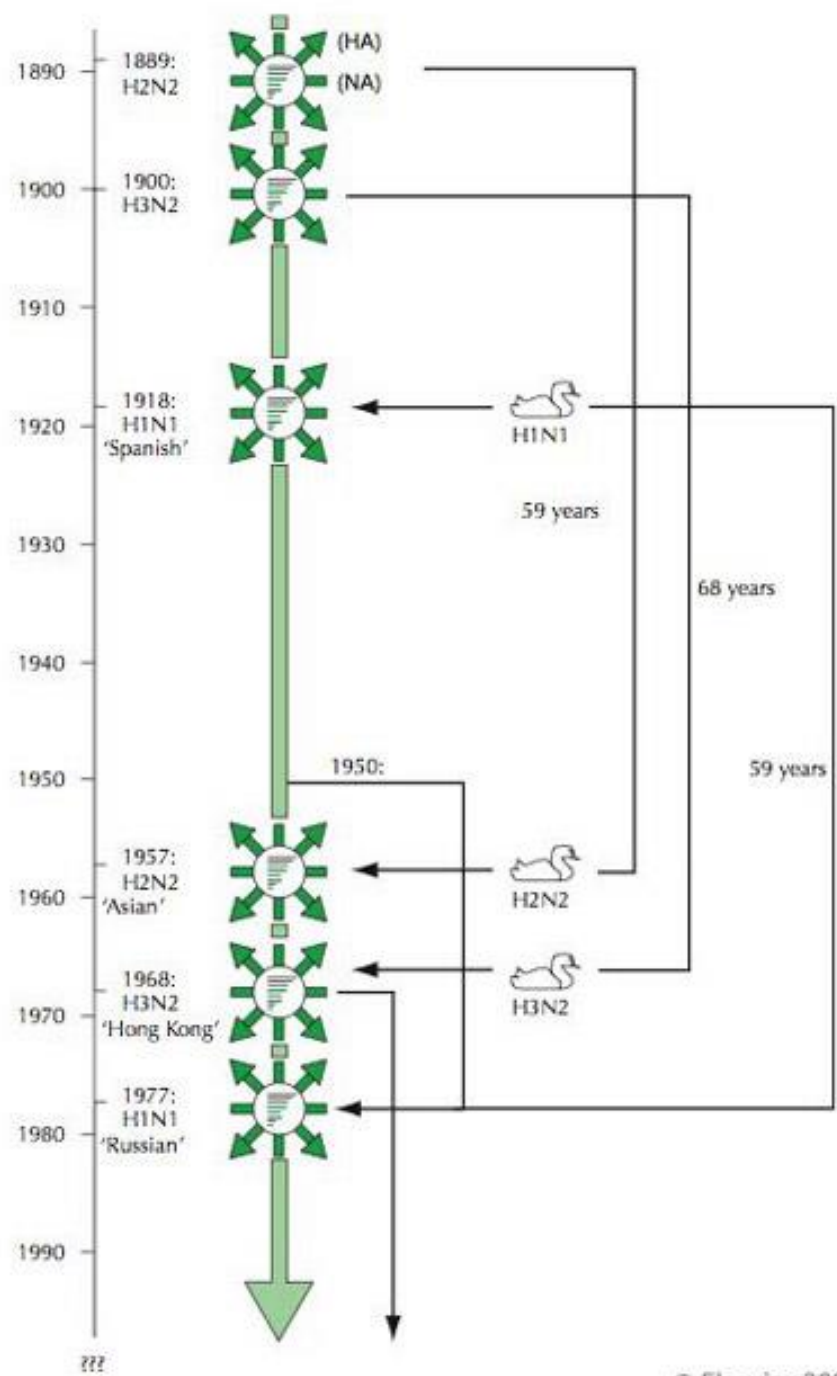 (HA)
1889:
H2N2
1890
(NA)
1900:
H3N2
1900
1910
1918:
H1N1
'Spanish'
1920
H1N1
59 years
1930
68 years
1940
1950:
1950
59 years
1957:
H2N2
'Asian'
1960
H2N2
1968:
H3N2
'Hong Kong'
H3N2
1970
1977:
H1N1
'Russian'
1980
1990
???